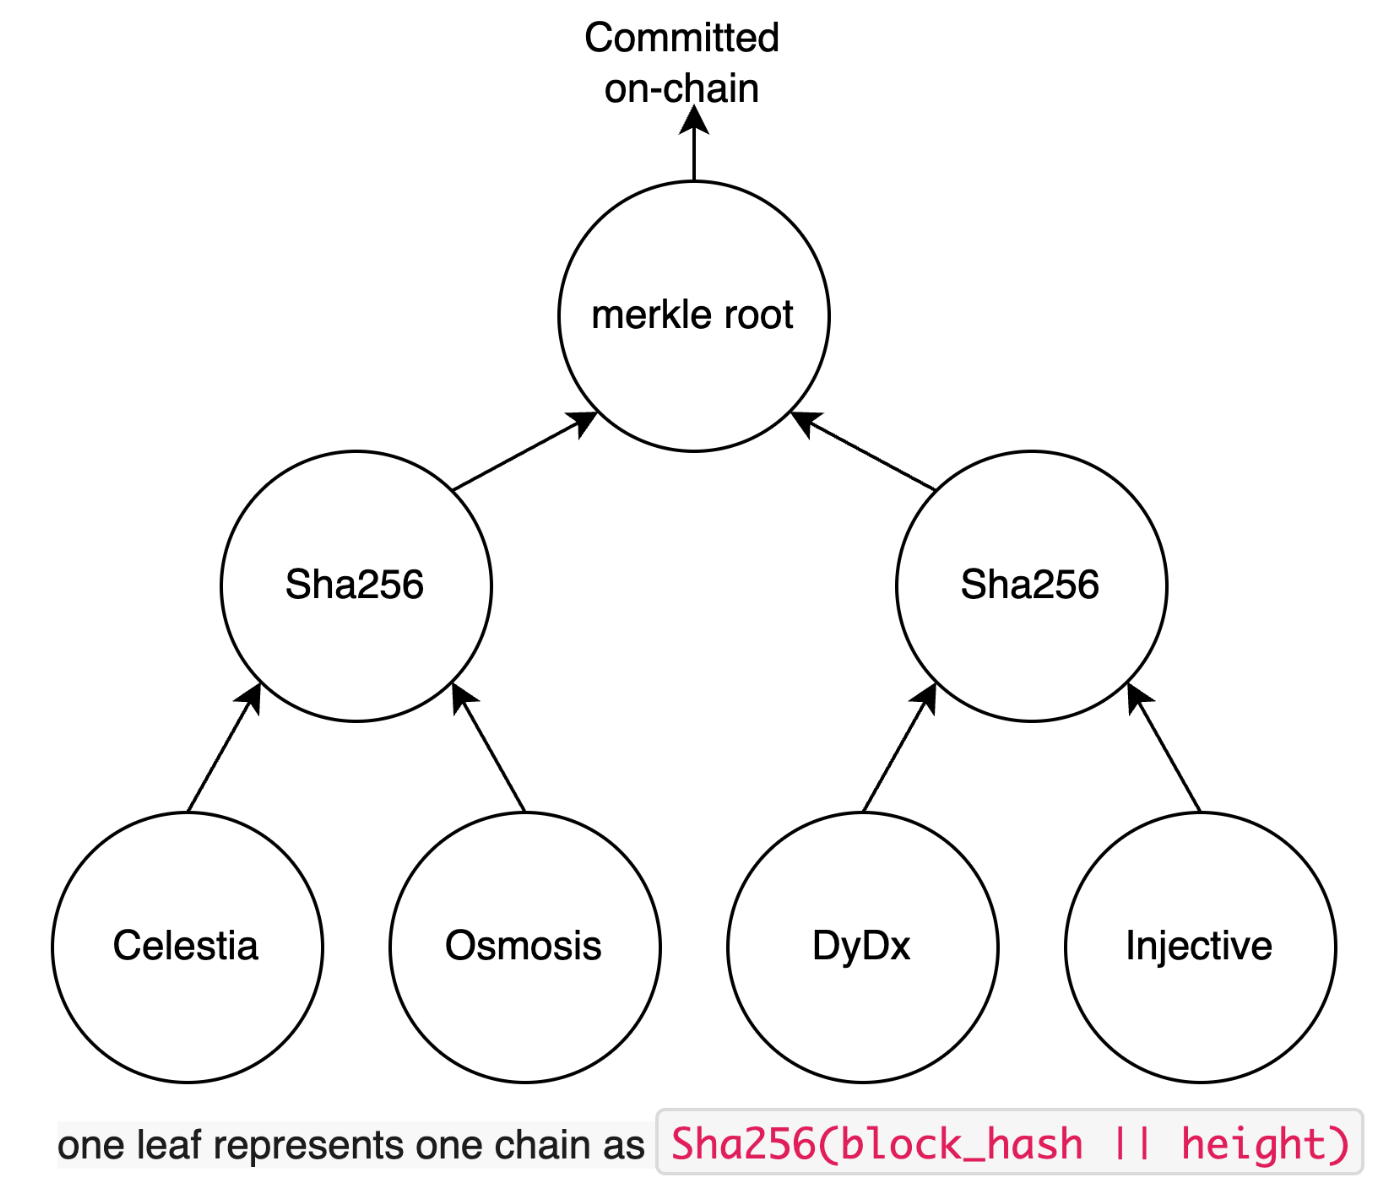 Committed
on-chain
merkle root
Sha256
Sha256
Celestia
Osmosis
DyDx
Injective
one leaf represents one chain as Sha256(block_hash || height)